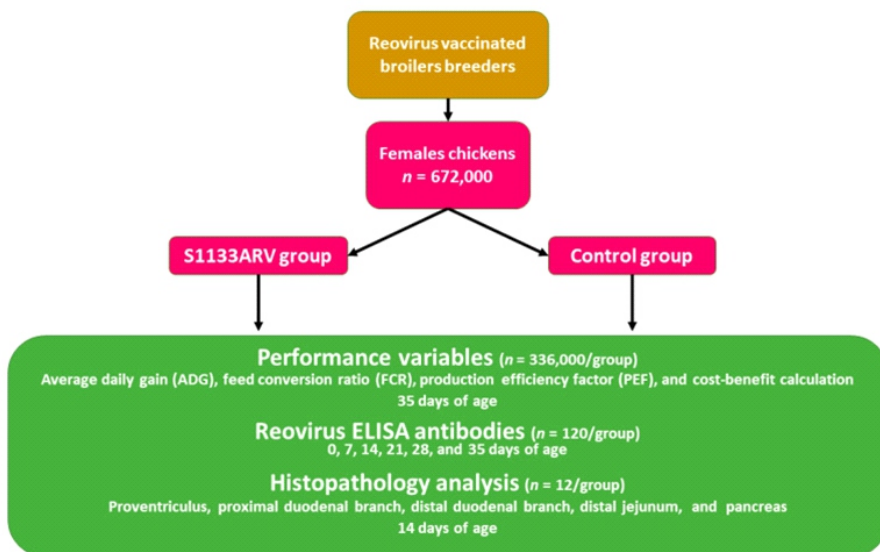 Reovirus vaccinated
broilers breeders
Females chickens
n = 672,000
S1133ARV group
Control group
Performance variables (n = 336,000/group)
Average daily gain (ADG), feed conversion ratio (FCR), production efficiency factor (PEF), and cost-benefit calculation
35 days of age
Reovirus ELISA antibodies (n = 120/group)
0, 7, 14, 21, 28, and 35 days of age
Histopathology analysis (n = 12/group)
Proventriculus, proximal duodenal branch, distal duodenal branch, distal jejunum, and pancreas
14 days of age